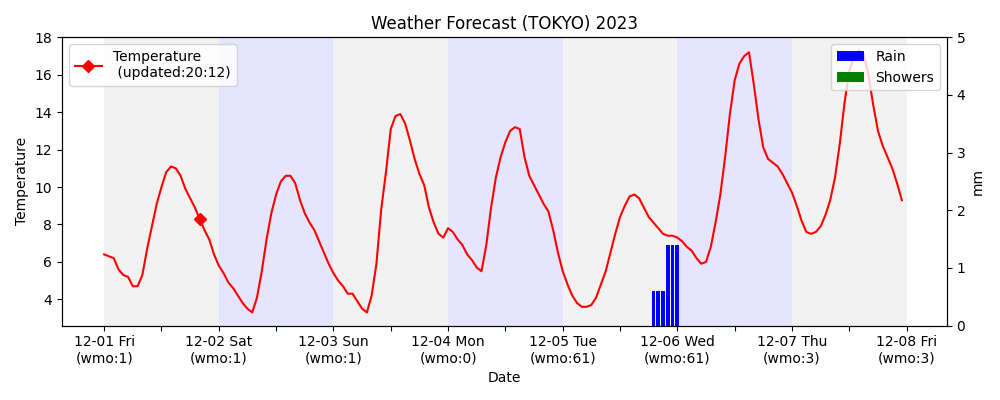 Weather Forecast (TOKYO) 2023
Temperature
(updated:20:12)
Rain
Showers
18
16
14
12
10
8
6
4
Temperature
5
4
3
2
1
0
mm
12-01 Fri
(wmo:1)
12-02 Sat
(wmo:1)
12-03 Sun
(wmo:1)
12-04 Mon
(wmo:0)
12-05 Tue
(wmo:61)
12-06 Wed
(wmo:61)
12-07 Thu
(wmo:3)
12-08 Fri
(wmo:3)
Date